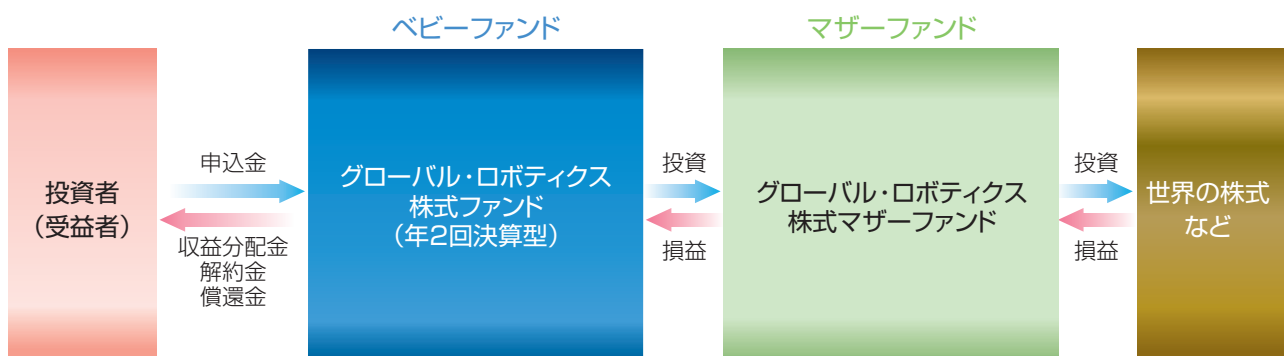 ベビーファンド
マザーファンド
投資者
（受益者）
申込金
収益分配金
解約金
償還金
グローバル・ロボティクス
株式ファンド
（年2回決算型）
投資
損益
グローバル・ロボティクス
株式マザーファンド
投資
損益
世界の株式
など